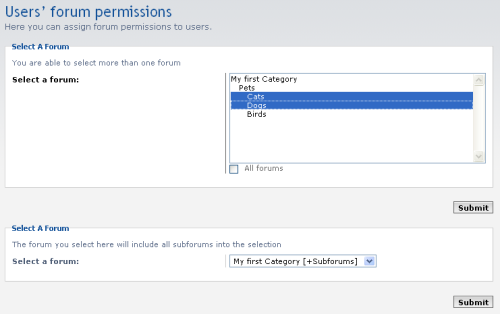 Users' forum permissions
Here you can assign forum permissions to users.
Select A Forum
You are able to select more than one forum
Select a forum:
My first Category
Pets
Cats
Dogs
Birds
All forums
Submit
Select A Forum
The forum you select here will include all subforums into the selection
Select a forum:
My first Category [+Subforums]
Submit